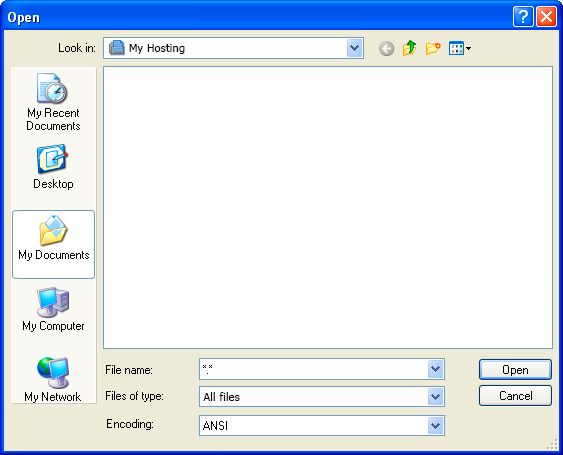 Open
Look in: My Hosting
My Recent
Documents
Desktop
My Documents
My Computer
My Network
File name: *.*
Open
Files of type: All files
Cancel
Encoding: ANSI